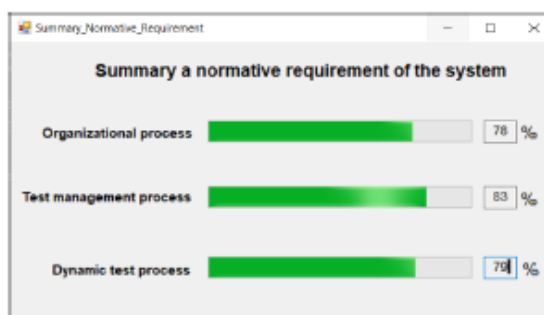 Summary_Normative_Requirement
Summary a normative requirement of the system
Organizational process 78 %
Test management process 83 %
Dynamic test process 79 %